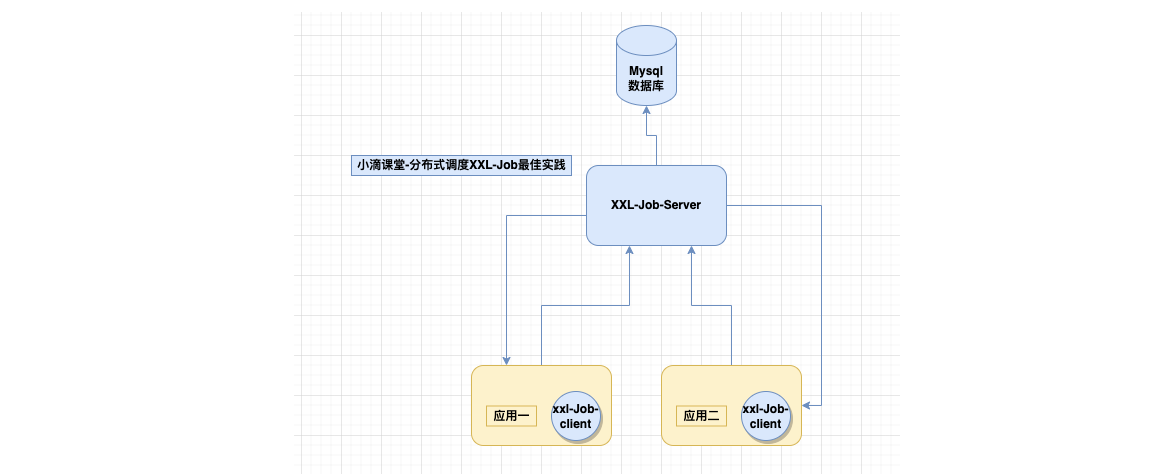 Mysql
数据库
小滴课堂-分布式调度XXL-Job最佳实践
XXL-Job-Server
应用一
xxl-Job-
client
应用二
xxl-Job-
client